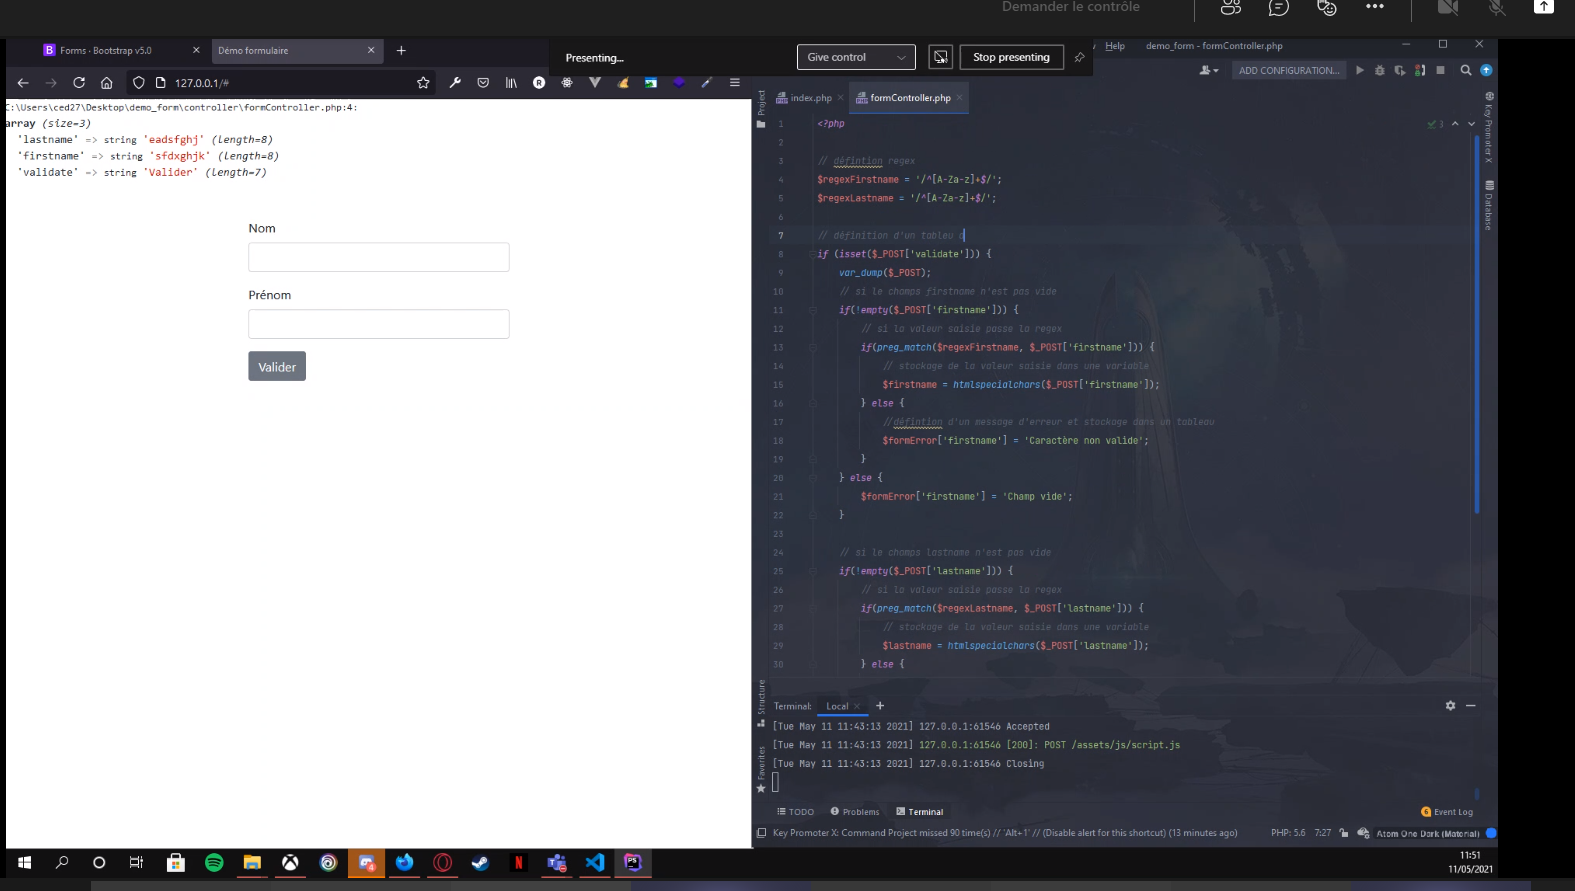 Demander le contrôle
Forms · Bootstrap v5.0
Démo formulaire
Presenting...
Give control
Stop presenting
Help
demo_form - formController.php
127.0.0.1/#
ADD CONFIGURATION...
C:\Users\ced27\Desktop\demo_form\controller\formController.php:4:
array (size=3)
'lastname' => string 'eadsfghj' (length=8)
'firstname' => string 'sfdxghjk' (length=8)
'validate' => string 'Valider' (length=7)
Nom
Prénom
Valider
Project
index.php
formController.php
3
Key Promoter X
Database
1 <?php
2
3 // défintion regex
4 $regexFirstname = '/^[A-Za-z]+$/';
5 $regexLastname = '/^[A-Za-z]+$/';
6
7 // définition d'un tableu d
8 if (isset($_POST['validate'])) {
9 var_dump($_POST);
10 // si le champs firstname n'est pas vide
11 if(!empty($_POST['firstname'])) {
12 // si la valeur saisie passe la regex
13 if(preg_match($regexFirstname, $_POST['firstname'])) {
14 // stockage de la valeur saisie dans une variable
15 $firstname = htmlspecialchars($_POST['firstname']);
16 } else {
17 //défintion d'un message d'erreur et stockage dans un tableau
18 $formError['firstname'] = 'Caractère non valide';
19 }
20 } else {
21 $formError['firstname'] = 'Champ vide';
22 }
23
24 // si le champs lastname n'est pas vide
25 if(!empty($_POST['lastname'])) {
26 // si la valeur saisie passe la regex
27 if(preg_match($regexLastname, $_POST['lastname'])) {
28 // stockage de la valeur saisie dans une variable
29 $lastname = htmlspecialchars($_POST['lastname']);
30 } else {
Structure
Favorites
Terminal: Local
[Tue May 11 11:43:13 2021] 127.0.0.1:61546 Accepted
[Tue May 11 11:43:13 2021] 127.0.0.1:61546 [200]: POST /assets/js/script.js
[Tue May 11 11:43:13 2021] 127.0.0.1:61546 Closing
TODO
Problems
Terminal
6 Event Log
Key Promoter X: Command Project missed 90 time(s) // 'Alt+1' // (Disable alert for this shortcut) (13 minutes ago)
PHP: 5.6
7:27
Atom One Dark (Material)
11:51
11/05/2021